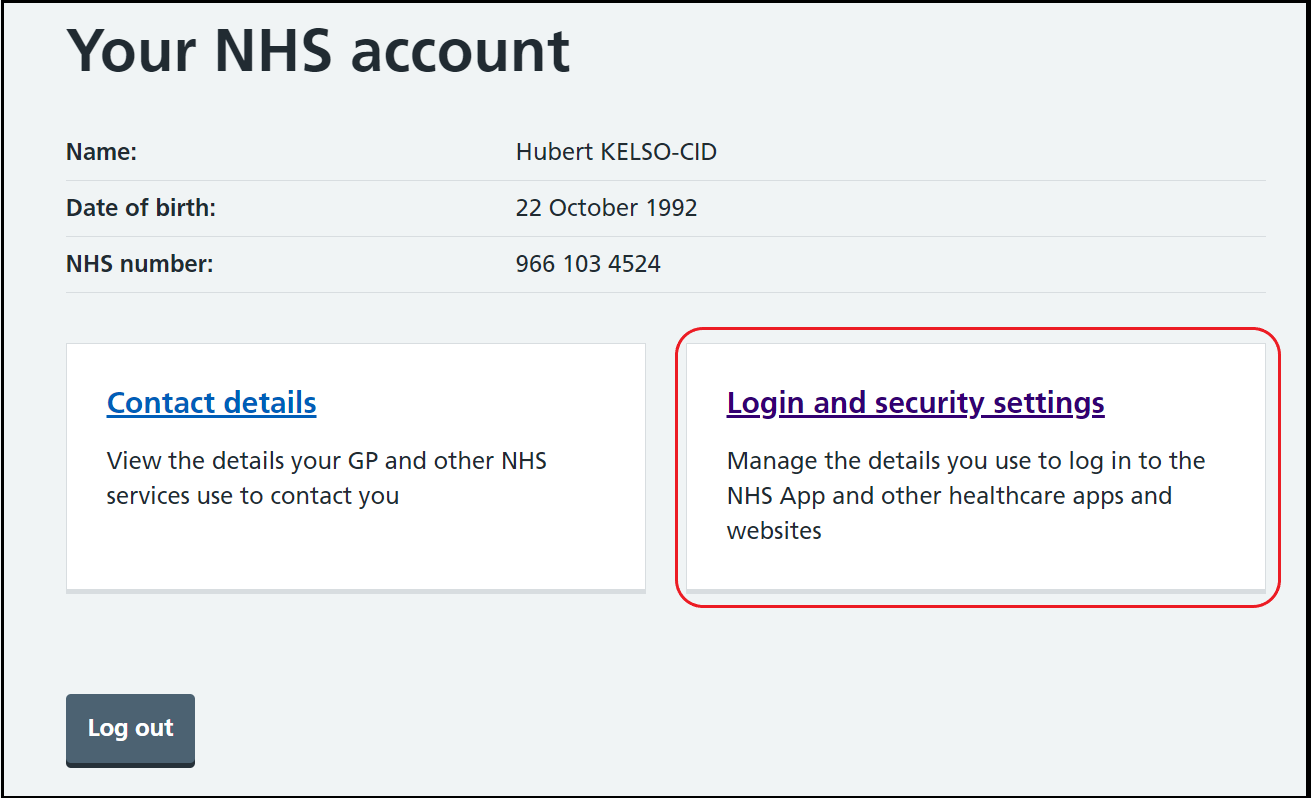 Your NHS account
Name: Hubert KELSO-CID
Date of birth: 22 October 1992
NHS number: 966 103 4524
Contact details
View the details your GP and other NHS
services use to contact you
Login and security settings
Manage the details you use to log in to the
NHS App and other healthcare apps and
websites
Log out